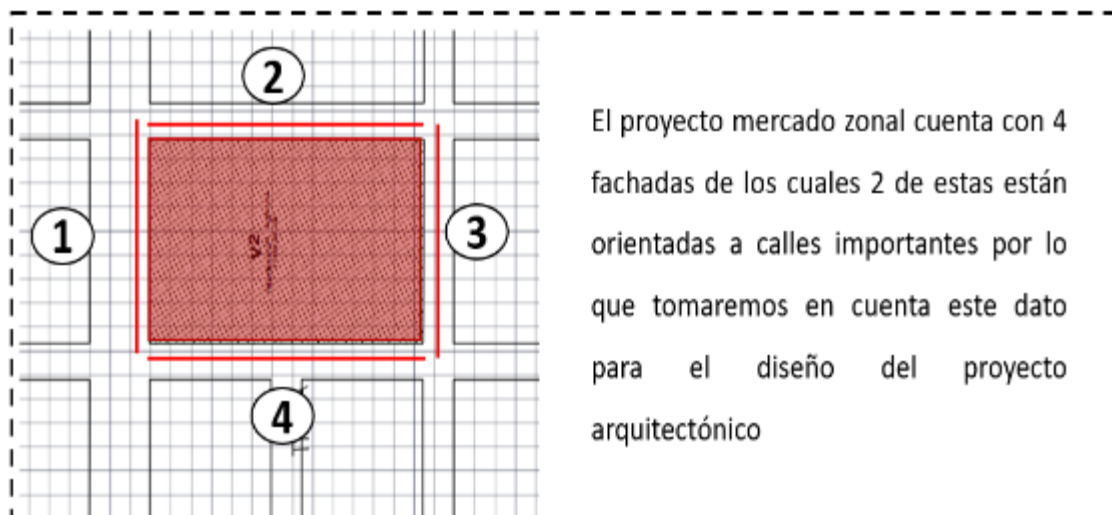 2
1
3
V2
4
El proyecto mercado zonal cuenta con 4
fachadas de los cuales 2 de estas están
orientadas a calles importantes por lo
que tomaremos en cuenta este dato
para el diseño del proyecto
arquitectónico